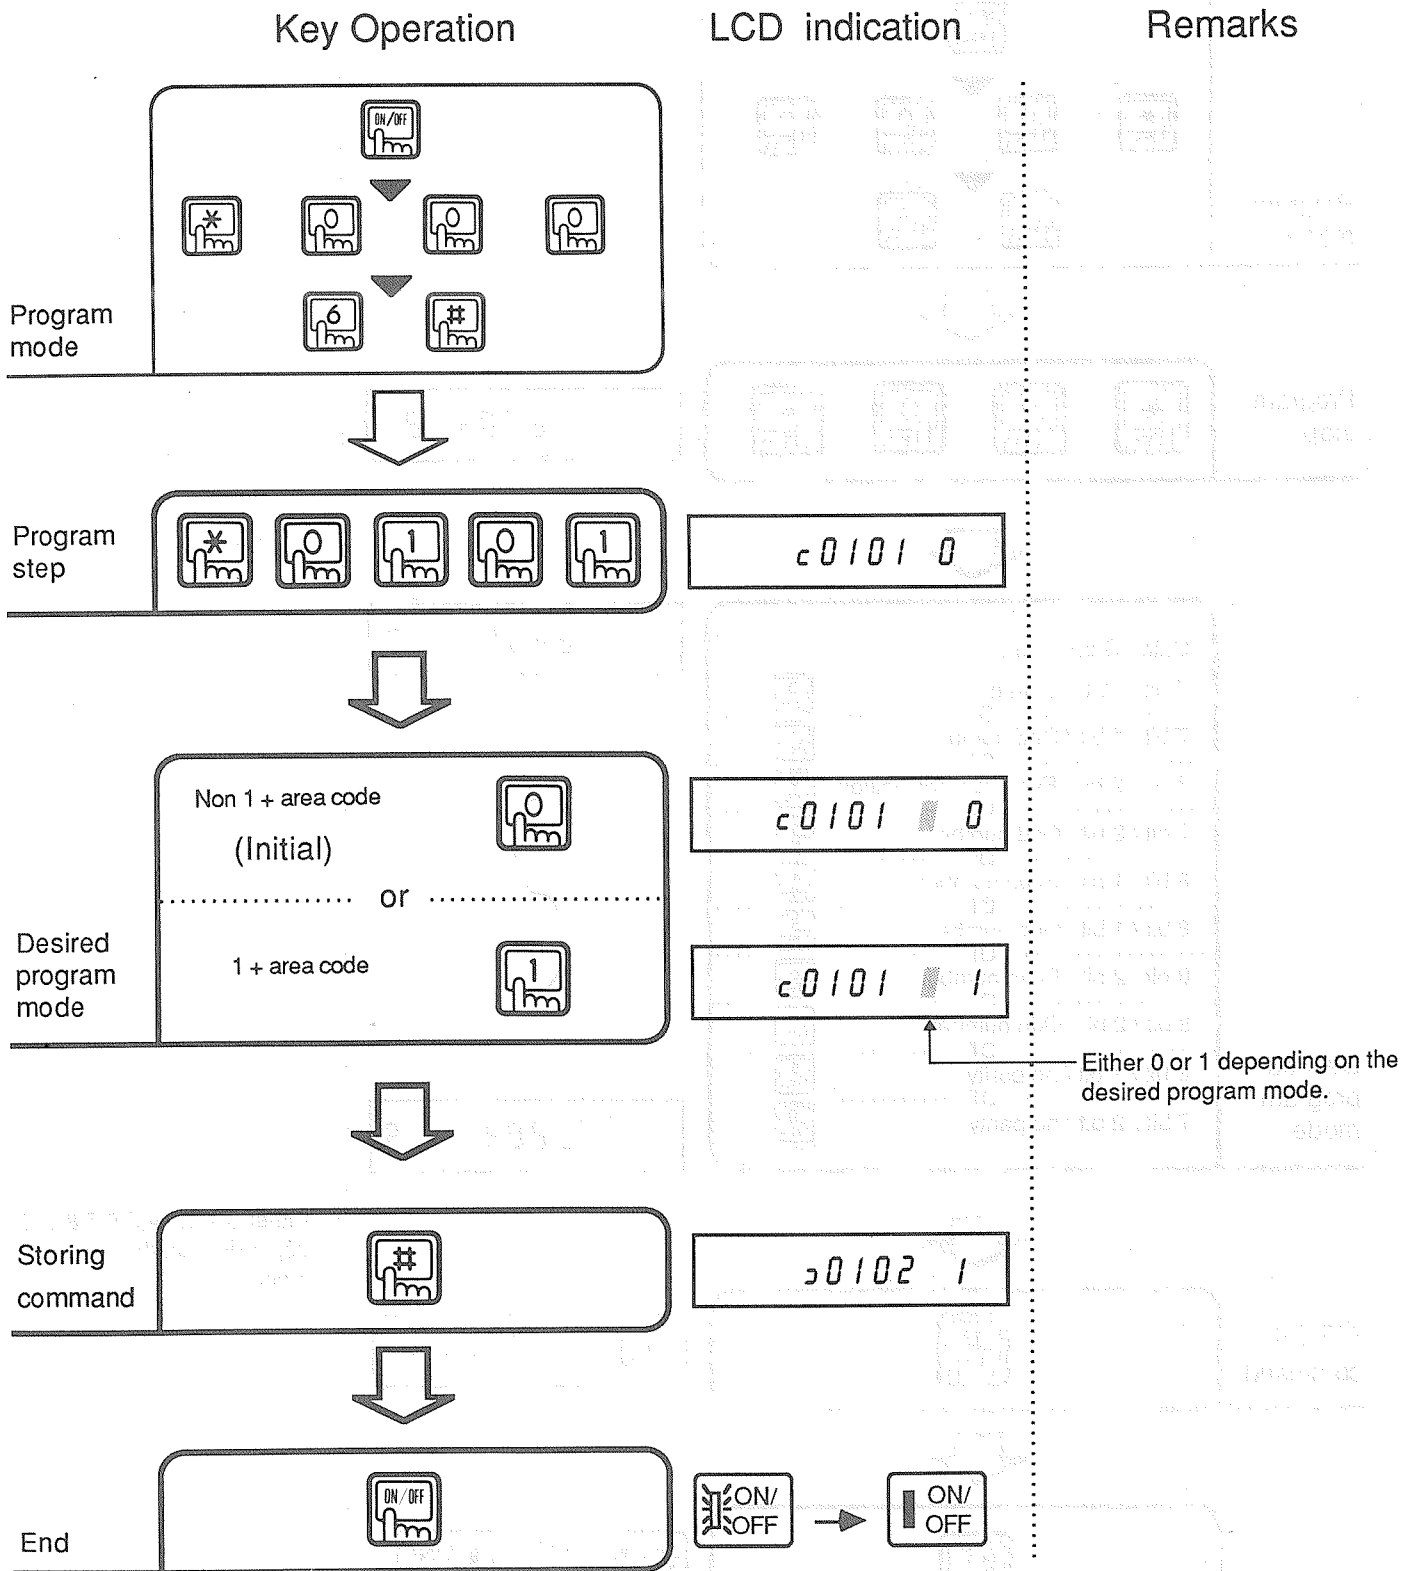 Key Operation LCD indication Remarks
ON/OFF
* 0 0 0
6 #
Program
mode
Program
step
* 0 1 0 1
c0101 0
Non 1 + area code
(Initial)
0
c0101 0
or
1 + area code
1
c0101 1
Desired
program
mode
Either 0 or 1 depending on the
desired program mode.
Storing
command
#
ɔ0102 1
End
ON/OFF
ON/
OFF
ON/
OFF